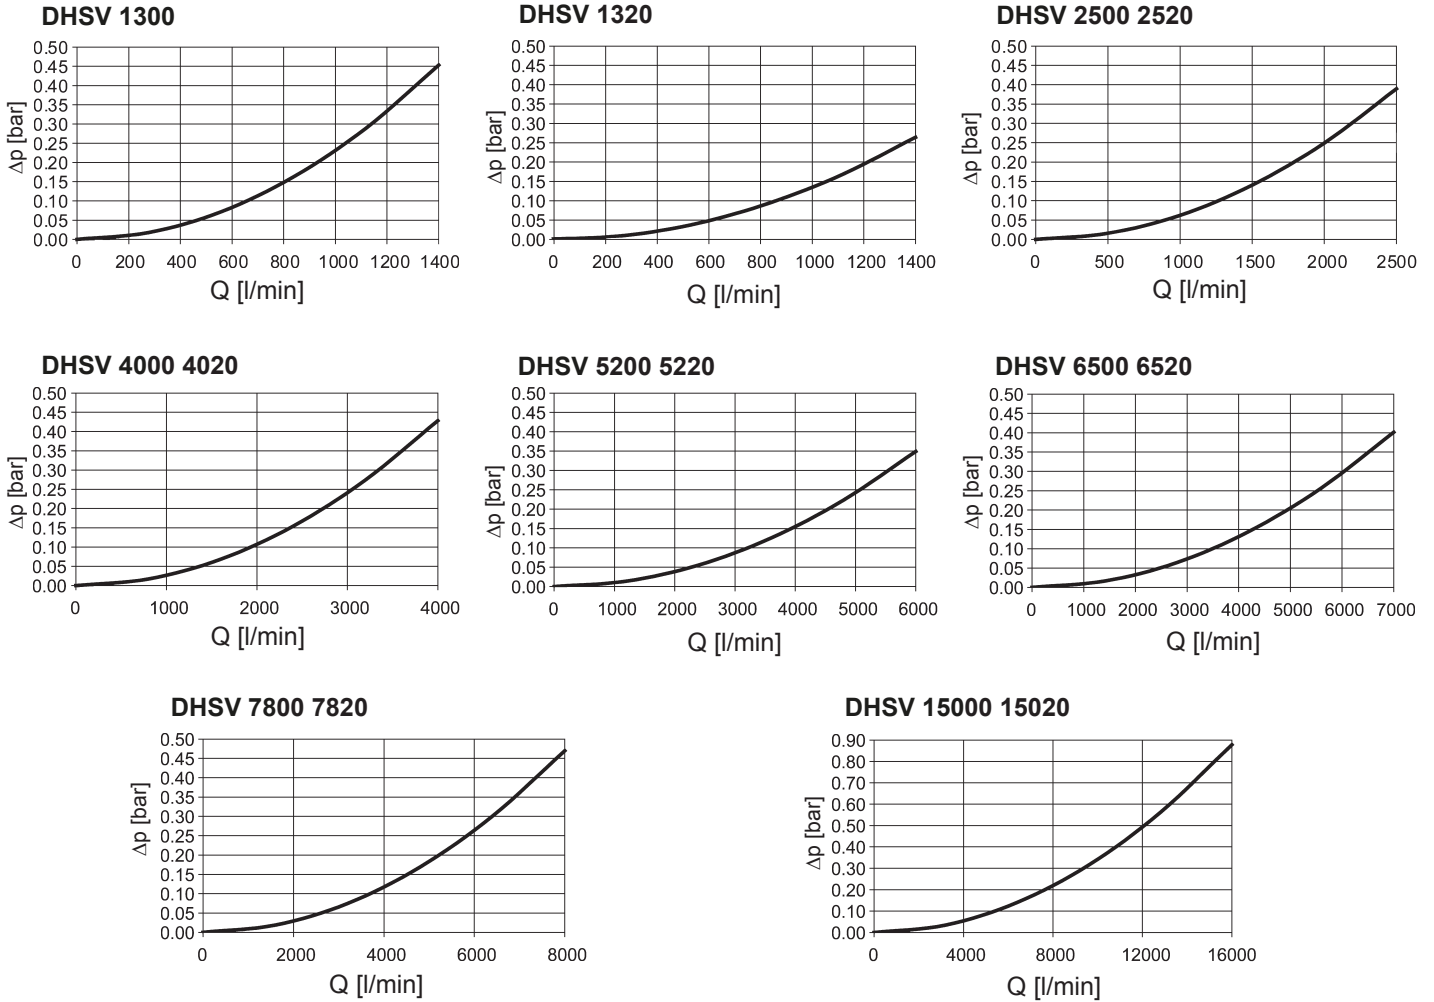 DHSV 1300
0.50
0.45
0.40
0.35
0.30
0.25
0.20
0.15
0.10
0.05
0.00
Δp [bar]
0 200 400 600 800 1000 1200 1400
Q [l/min]
DHSV 1320
0.50
0.45
0.40
0.35
0.30
0.25
0.20
0.15
0.10
0.05
0.00
Δp [bar]
0 200 400 600 800 1000 1200 1400
Q [l/min]
DHSV 2500 2520
0.50
0.45
0.40
0.35
0.30
0.25
0.20
0.15
0.10
0.05
0.00
Δp [bar]
0 500 1000 1500 2000 2500
Q [l/min]
DHSV 4000 4020
0.50
0.45
0.40
0.35
0.30
0.25
0.20
0.15
0.10
0.05
0.00
Δp [bar]
0 1000 2000 3000 4000
Q [l/min]
DHSV 5200 5220
0.50
0.45
0.40
0.35
0.30
0.25
0.20
0.15
0.10
0.05
0.00
Δp [bar]
0 1000 2000 3000 4000 5000 6000
Q [l/min]
DHSV 6500 6520
0.50
0.45
0.40
0.35
0.30
0.25
0.20
0.15
0.10
0.05
0.00
Δp [bar]
0 1000 2000 3000 4000 5000 6000 7000
Q [l/min]
DHSV 7800 7820
0.50
0.45
0.40
0.35
0.30
0.25
0.20
0.15
0.10
0.05
0.00
Δp [bar]
0 2000 4000 6000 8000
Q [l/min]
DHSV 15000 15020
0.90
0.80
0.70
0.60
0.50
0.40
0.30
0.20
0.10
0.00
Δp [bar]
0 4000 8000 12000 16000
Q [l/min]